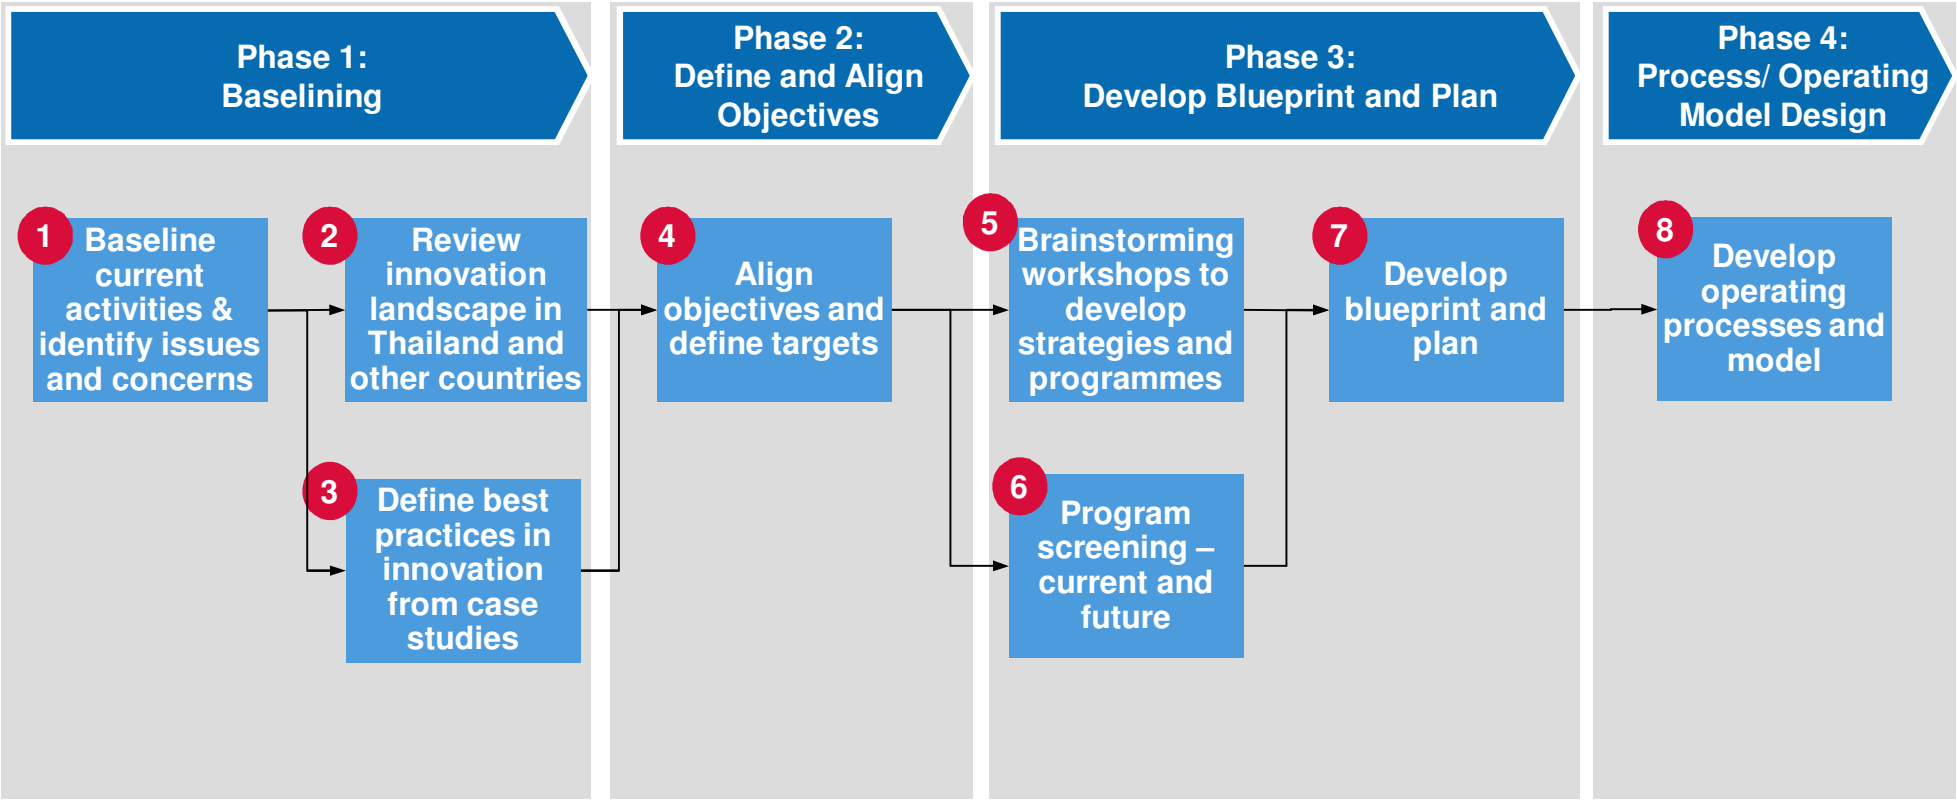 Phase 1:
Baselining
Phase 2:
Define and Align
Objectives
Phase 3:
Develop Blueprint and Plan
Phase 4:
Process/ Operating
Model Design
1
Baseline
current
activities &
identify issues
and concerns
2
Review
innovation
landscape in
Thailand and
other countries
3
Define best
practices in
innovation
from case
studies
4
Align
objectives and
define targets
5
Brainstorming
workshops to
develop
strategies and
programmes
6
Program
screening –
current and
future
7
Develop
blueprint and
plan
8
Develop
operating
processes and
model